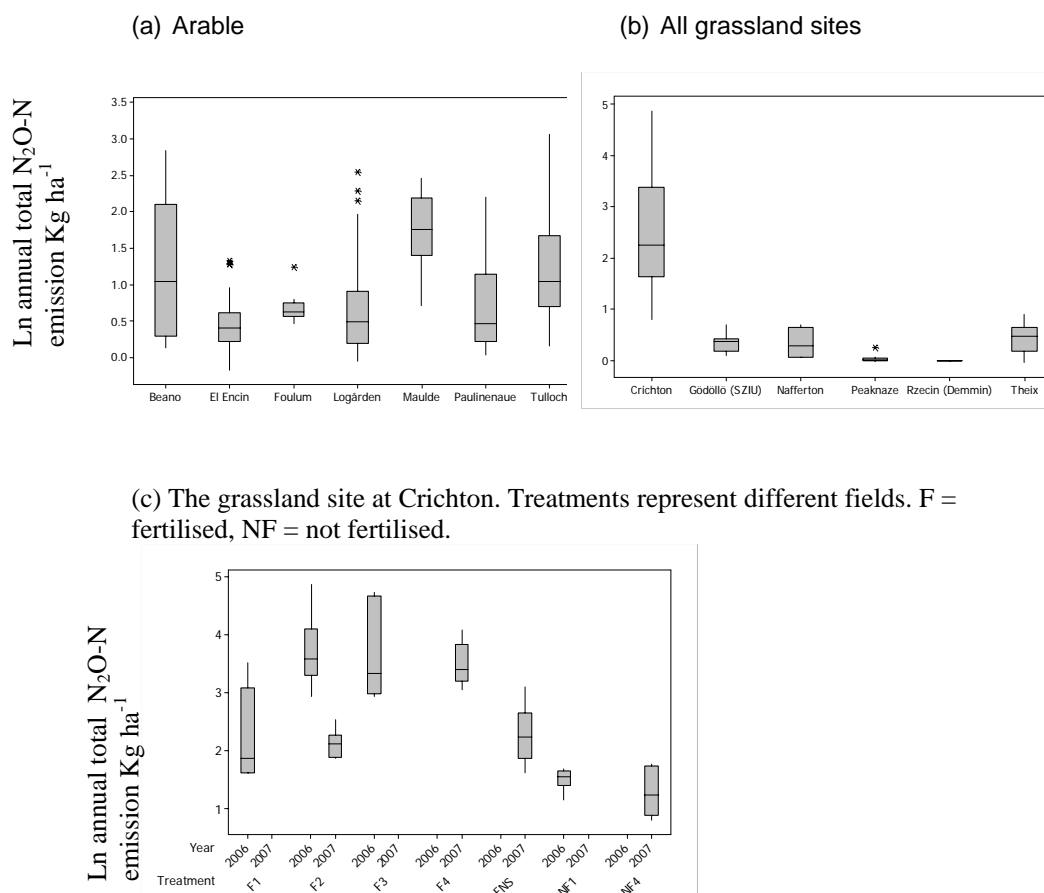 (a) Arable
(b) All grassland sites
Ln annual total N₂O-N
emission Kg ha⁻¹
3.5
3.0
2.5
2.0
1.5
1.0
0.5
0.0
Beano El Encin Foulum Logården Maulde Paulinenaue Tulloch
5
4
3
2
1
0
Crichton Gödöllö (SZIU) Nafferton Peaknaze Rzecin (Demmin) Theix
(c) The grassland site at Crichton. Treatments represent different fields. F =
fertilised, NF = not fertilised.
Ln annual total N₂O-N
emission Kg ha⁻¹
5
4
3
2
1
Year 2006 2007 2006 2007 2006 2007 2006 2007 2006 2007 2006 2007 2006 2007
Treatment F1 F2 F3 F4 NF1 NF4